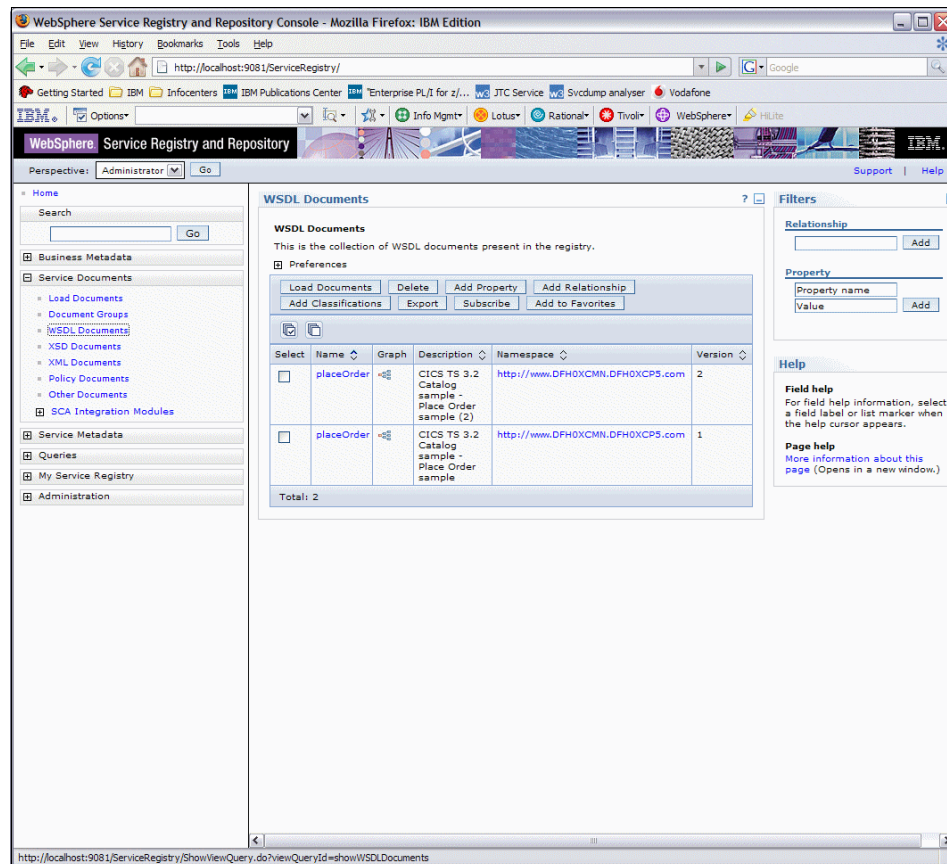 WebSphere Service Registry and Repository Console - Mozilla Firefox: IBM Edition
File Edit View History Bookmarks Tools Help
http://localhost:9081/ServiceRegistry/
G Google
Getting Started IBM Infocenters IBM IBM Publications Center IBM "Enterprise PL/I for z/... w3 JTC Service w3 Svcdump analyser Vodafone
IBM. Options Info Mgmt Lotus Rational Tivoli WebSphere HiLite
WebSphere. Service Registry and Repository IBM.
Perspective: Administrator Go Support | Help
Home
Search
Go
Business Metadata
Service Documents
Load Documents
Document Groups
WSDL Documents
XSD Documents
XML Documents
Policy Documents
Other Documents
SCA Integration Modules
Service Metadata
Queries
My Service Registry
Administration
WSDL Documents ?
WSDL Documents
This is the collection of WSDL documents present in the registry.
Preferences
Load Documents Delete Add Property Add Relationship
Add Classifications Export Subscribe Add to Favorites
Select Name Graph Description Namespace Version
placeOrder CICS TS 3.2 http://www.DFH0XCMN.DFH0XCP5.com 2
Catalog
sample -
Place Order
sample (2)
placeOrder CICS TS 3.2 http://www.DFH0XCMN.DFH0XCP5.com 1
Catalog
sample -
Place Order
sample
Total: 2
Filters
Relationship
Add
Property
Property name
Value Add
Help
Field help
For field help information, select
a field label or list marker when
the help cursor appears.
Page help
More information about this
page (Opens in a new window.)
http://localhost:9081/ServiceRegistry/ShowViewQuery.do?viewQueryId=showWSDLDocuments